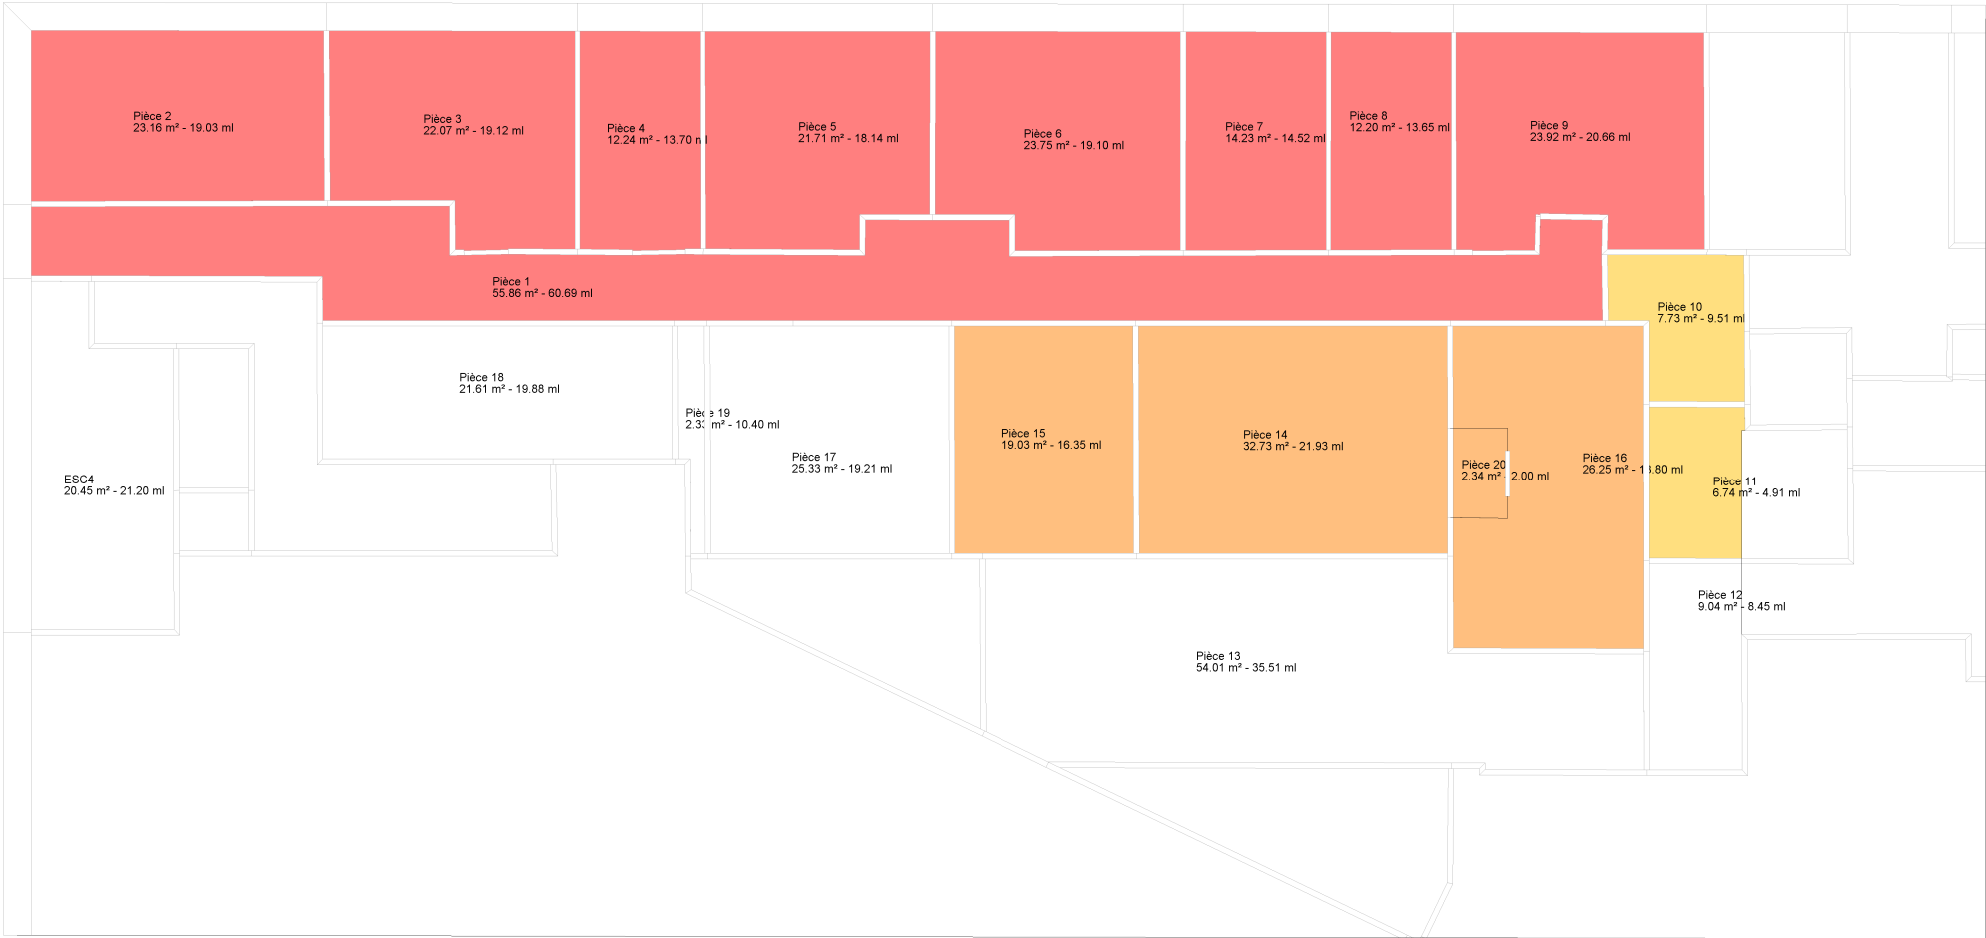 Pièce 2
23.16 m² - 19.03 ml
Pièce 3
22.07 m² - 19.12 ml
Pièce 4
12.24 m² - 13.70 ml
Pièce 5
21.71 m² - 18.14 ml
Pièce 6
23.75 m² - 19.10 ml
Pièce 7
14.23 m² - 14.52 ml
Pièce 8
12.20 m² - 13.65 ml
Pièce 9
23.92 m² - 20.66 ml
Pièce 1
55.86 m² - 60.69 ml
Pièce 10
7.73 m² - 9.51 ml
Pièce 18
21.61 m² - 19.88 ml
Pièce 19
2.33 m² - 10.40 ml
Pièce 17
25.33 m² - 19.21 ml
Pièce 15
19.03 m² - 16.35 ml
Pièce 14
32.73 m² - 21.93 ml
Pièce 20
2.34 m² - 2.00 ml
Pièce 16
26.25 m² - 18.80 ml
Pièce 11
6.74 m² - 4.91 ml
ESC4
20.45 m² - 21.20 ml
Pièce 12
9.04 m² - 8.45 ml
Pièce 13
54.01 m² - 35.51 ml